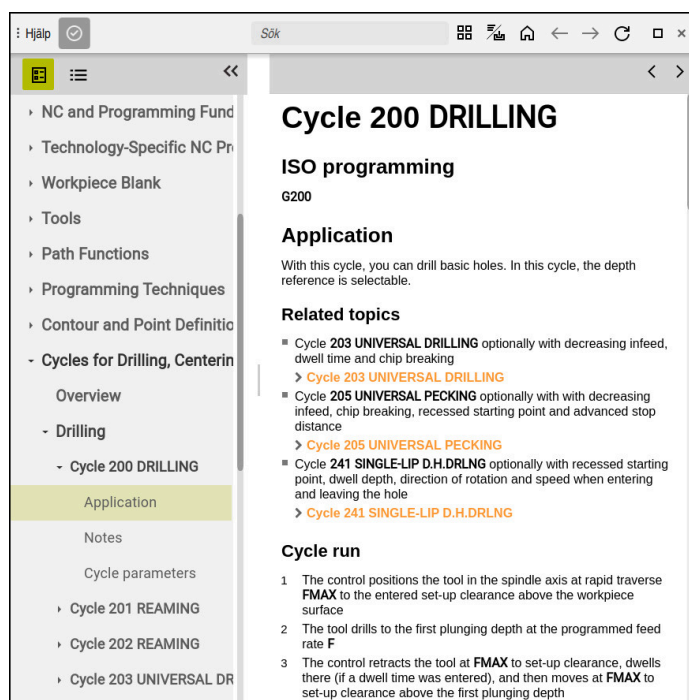 Hjälp
Sök
NC and Programming Fund
Technology-Specific NC Pr
Workpiece Blank
Tools
Path Functions
Programming Techniques
Contour and Point Definitio
Cycles for Drilling, Centerin
Overview
Drilling
Cycle 200 DRILLING
Application
Notes
Cycle parameters
Cycle 201 REAMING
Cycle 202 REAMING
Cycle 203 UNIVERSAL DR
Cycle 200 DRILLING
ISO programming
G200
Application
With this cycle, you can drill basic holes. In this cycle, the depth
reference is selectable.
Related topics
Cycle 203 UNIVERSAL DRILLING optionally with decreasing infeed,
dwell time and chip breaking
Cycle 203 UNIVERSAL DRILLING
Cycle 205 UNIVERSAL PECKING optionally with with decreasing
infeed, chip breaking, recessed starting point and advanced stop
distance
Cycle 205 UNIVERSAL PECKING
Cycle 241 SINGLE-LIP D.H.DRLNG optionally with recessed starting
point, dwell depth, direction of rotation and speed when entering
and leaving the hole
Cycle 241 SINGLE-LIP D.H.DRLNG
Cycle run
1 The control positions the tool in the spindle axis at rapid traverse
FMAX to the entered set-up clearance above the workpiece
surface
2 The tool drills to the first plunging depth at the programmed feed
rate F
3 The control retracts the tool at FMAX to set-up clearance, dwells
there (if a dwell time was entered), and then moves at FMAX to
set-up clearance above the first plunging depth